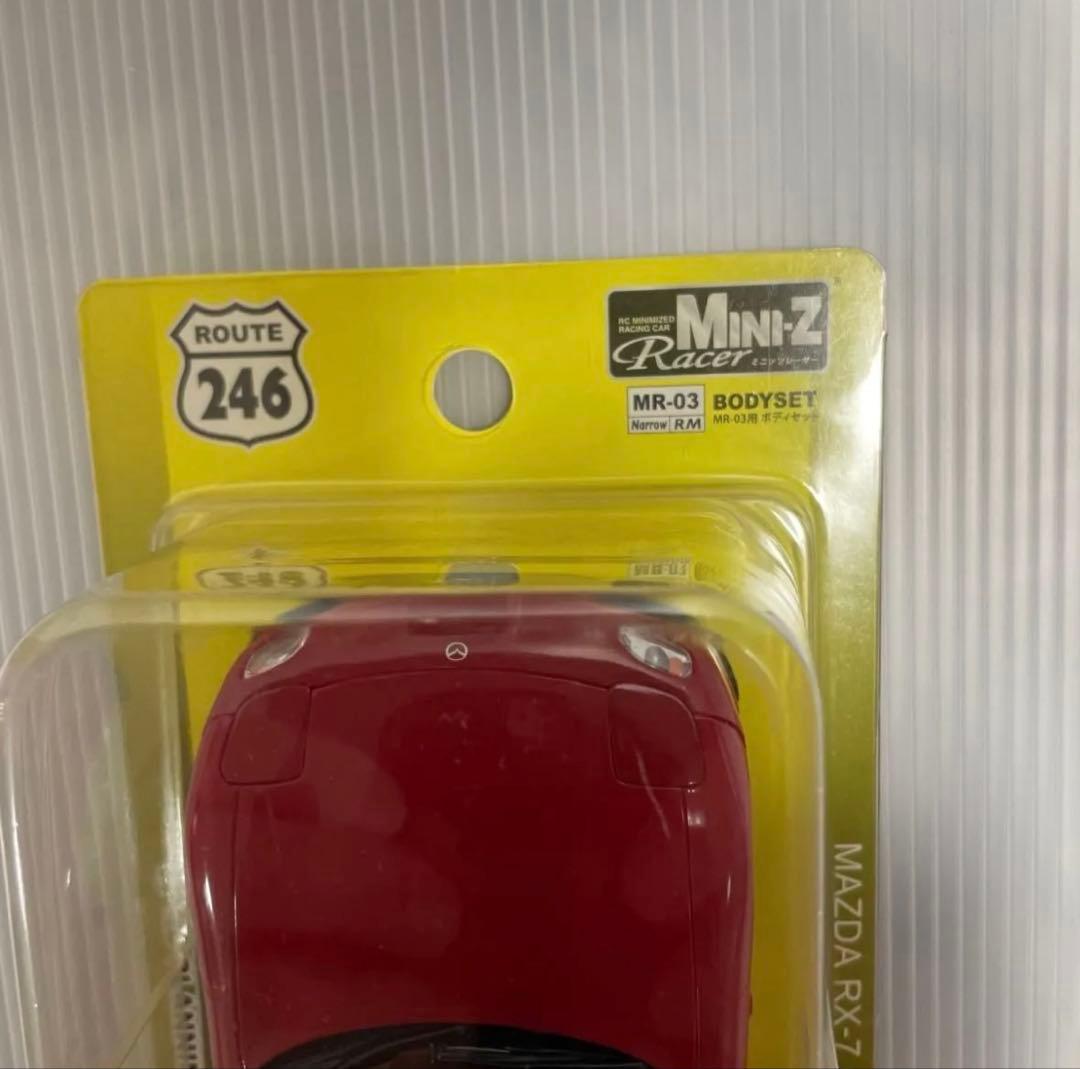 ROUTE
246
RC MINIMIZED
RACING CAR
MINI-Z
Racer ミニッツレーサー
MR-03 BODYSET
Narrow RM MR-03用 ボディセット
MAZDA RX-7